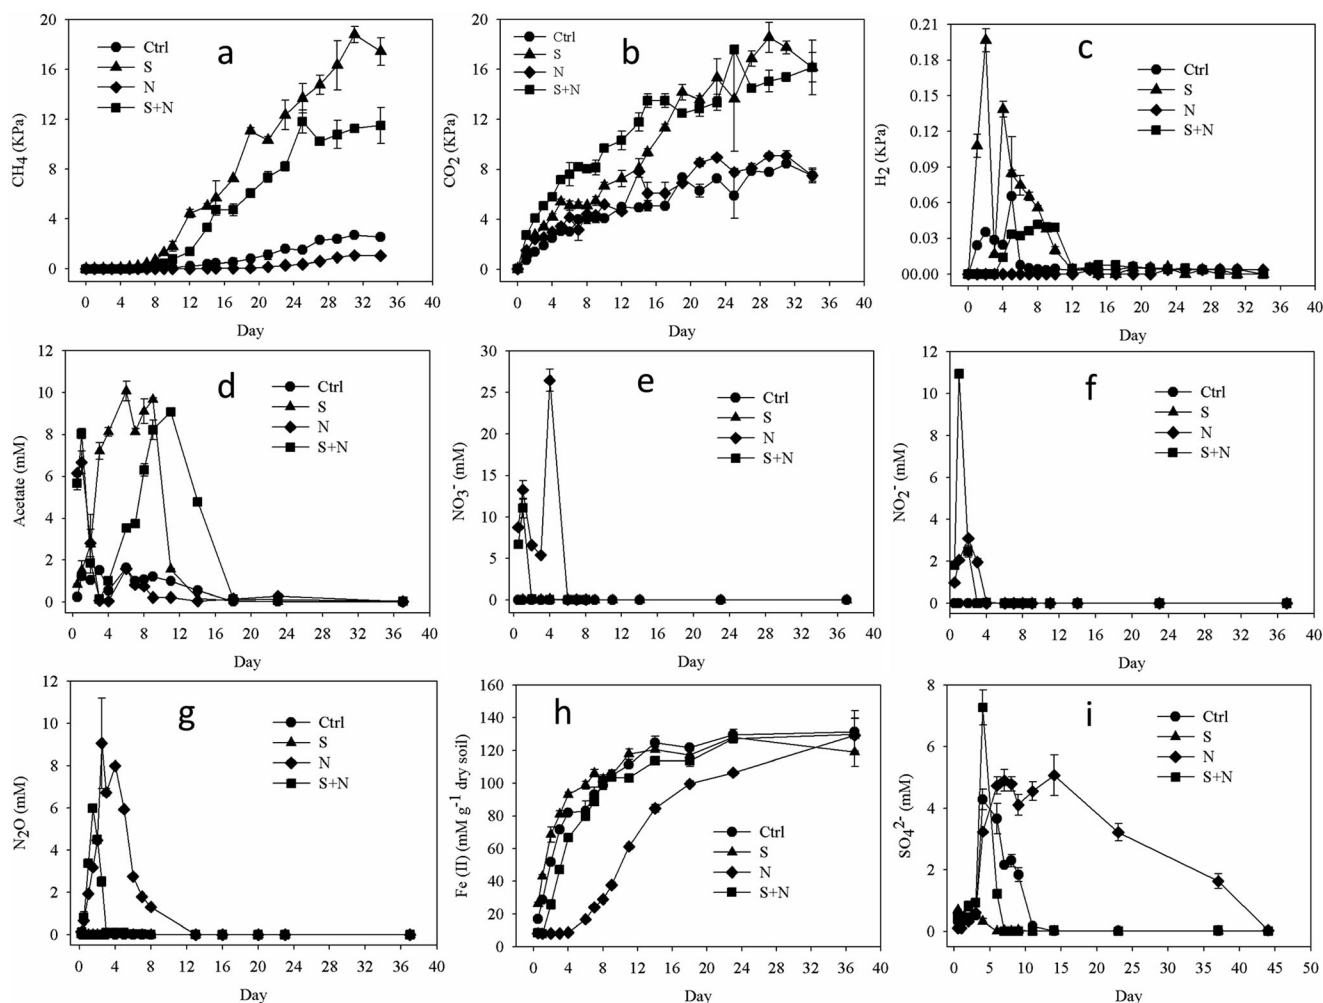 a
Ctrl
S
N
S+N
CH4 (KPa)
20
16
12
8
4
0
0 4 8 12 16 20 24 28 32 36 40
Day
b
Ctrl
S
N
S+N
CO2 (KPa)
20
16
12
8
4
0
0 4 8 12 16 20 24 28 32 36 40
Day
c
Ctrl
S
N
S+N
H2 (KPa)
0.21
0.18
0.15
0.12
0.09
0.06
0.03
00.00
0 4 8 12 16 20 24 28 32 36 40
Day
d
Ctrl
S
N
S+N
Acetate (mM)
12
10
8
6
4
2
0
0 4 8 12 16 20 24 28 32 36 40
Day
e
Ctrl
S
N
S+N
NO3- (mM)
30
25
20
15
10
5
0
0 4 8 12 16 20 24 28 32 36 40
Day
f
Ctrl
S
N
S+N
NO2- (mM)
12
10
8
6
4
2
0
0 4 8 12 16 20 24 28 32 36 40
Day
g
Ctrl
S
N
S+N
N2O (mM)
12
10
8
6
4
2
0
0 4 8 12 16 20 24 28 32 36 40
Day
h
Ctrl
S
N
S+N
Fe (II) (mM g-1 dry soil)
160
140
120
100
80
60
40
20
0
0 4 8 12 16 20 24 28 32 36 40
Day
i
Ctrl
S
N
S+N
SO42- (mM)
8
6
4
2
0
0 5 10 15 20 25 30 35 40 45 50
Day